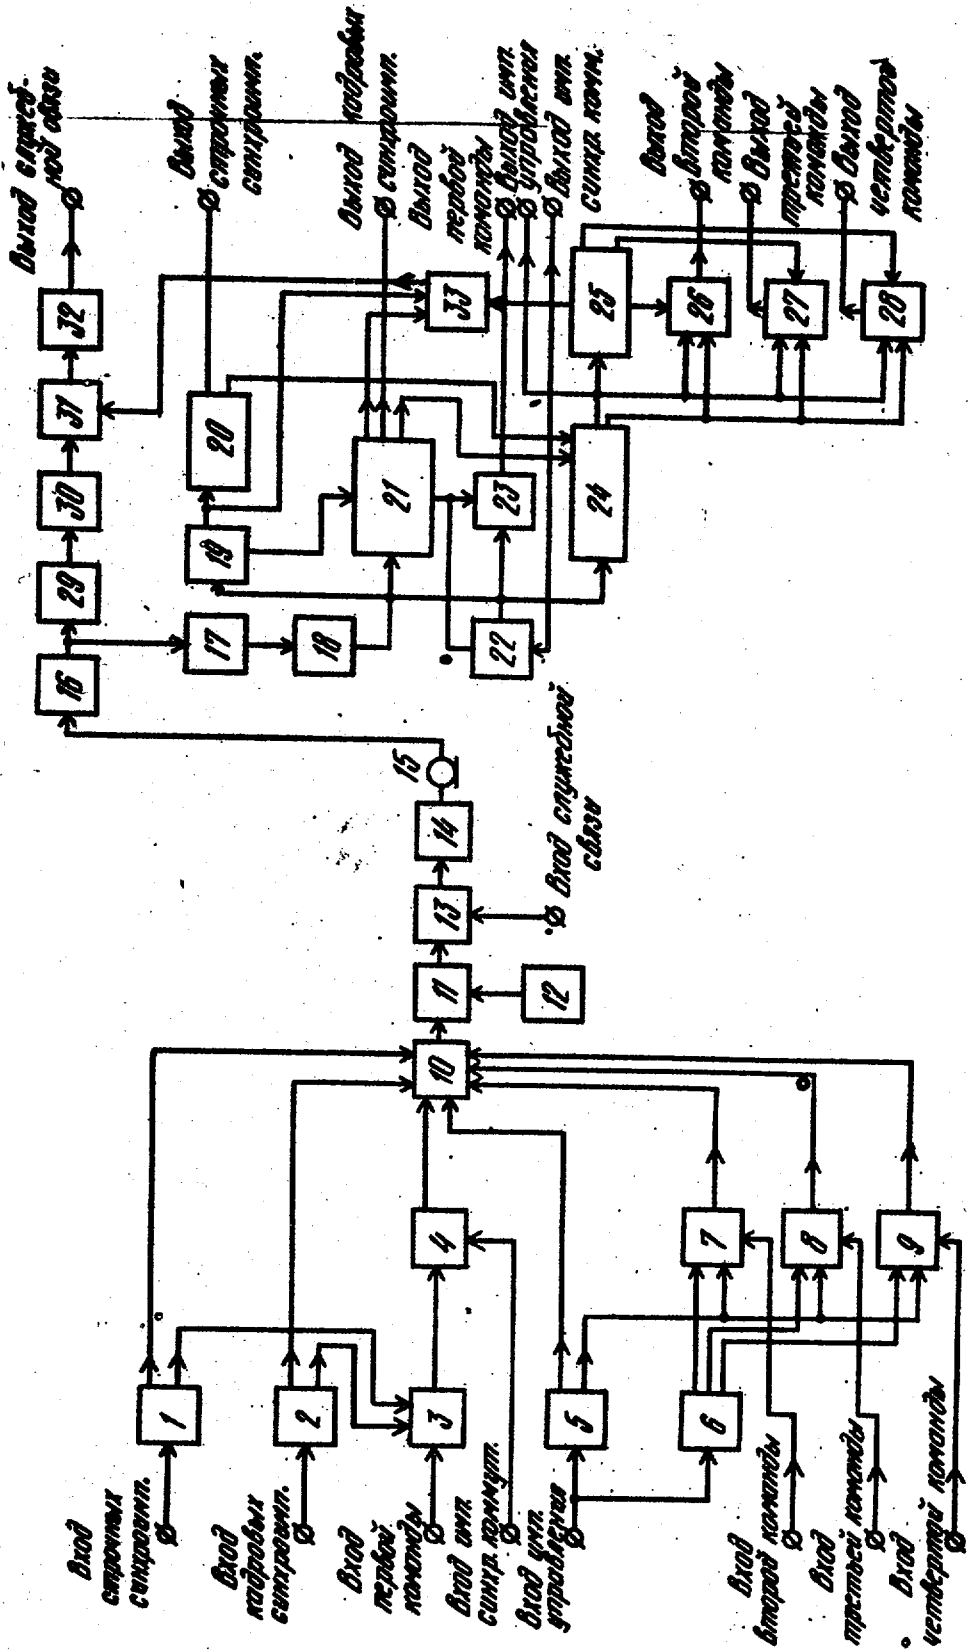 Вход
строчных
синхроимп.
Вход
кадровых
синхроимп.
Вход
первой
команды
Вход имп.
синхр. коммут.
Вход имп.
управления
Вход
второй команды
Вход
третьей команды
Вход
четвертой команды
1
2
3
4
5
6
7
8
9
10
11
12
13
14
15
Вход служебной
связи
16
17
18
19
20
21
22
23
24
25
26
27
28
29
30
31
32
33
Выход служеб-
ной связи
Выход
строчных
синхроимп.
Выход кадровых
синхроимп.
Выход
первой
команды
Выход имп.
управления
Выход имп.
синхр. комм.
Выход
второй
команды
Выход
третьей
команды
Выход
четвертой
команды